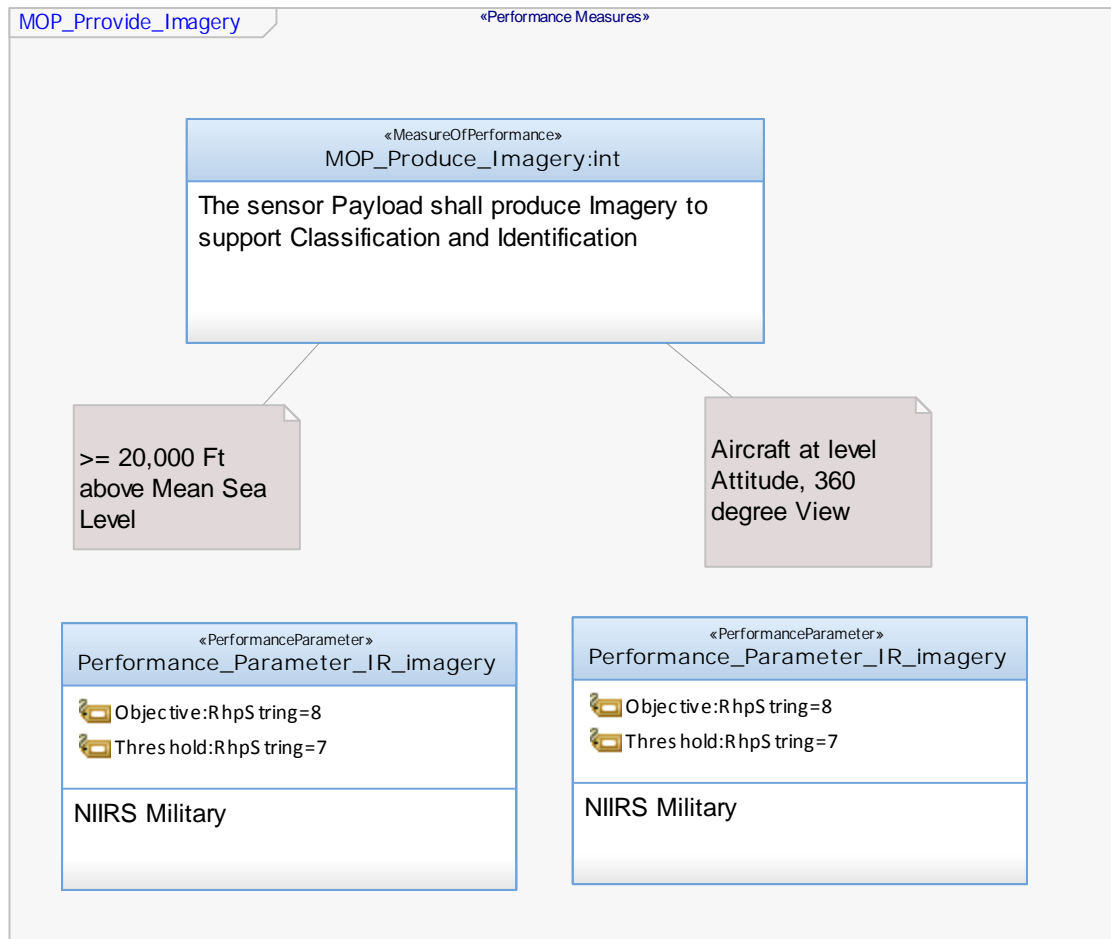 MOP_Prrovide_Imagery
«Performance Measures»
«MeasureOfPerformance»
MOP_Produce_Imagery:int
The sensor Payload shall produce Imagery to
support Classification and Identification
>= 20,000 Ft
above Mean Sea
Level
Aircraft at level
Attitude, 360
degree View
«PerformanceParameter»
Performance_Parameter_IR_imagery
Objective:RhpString=8
Threshold:RhpString=7
NIIRS Military
«PerformanceParameter»
Performance_Parameter_IR_imagery
Objective:RhpString=8
Threshold:RhpString=7
NIIRS Military